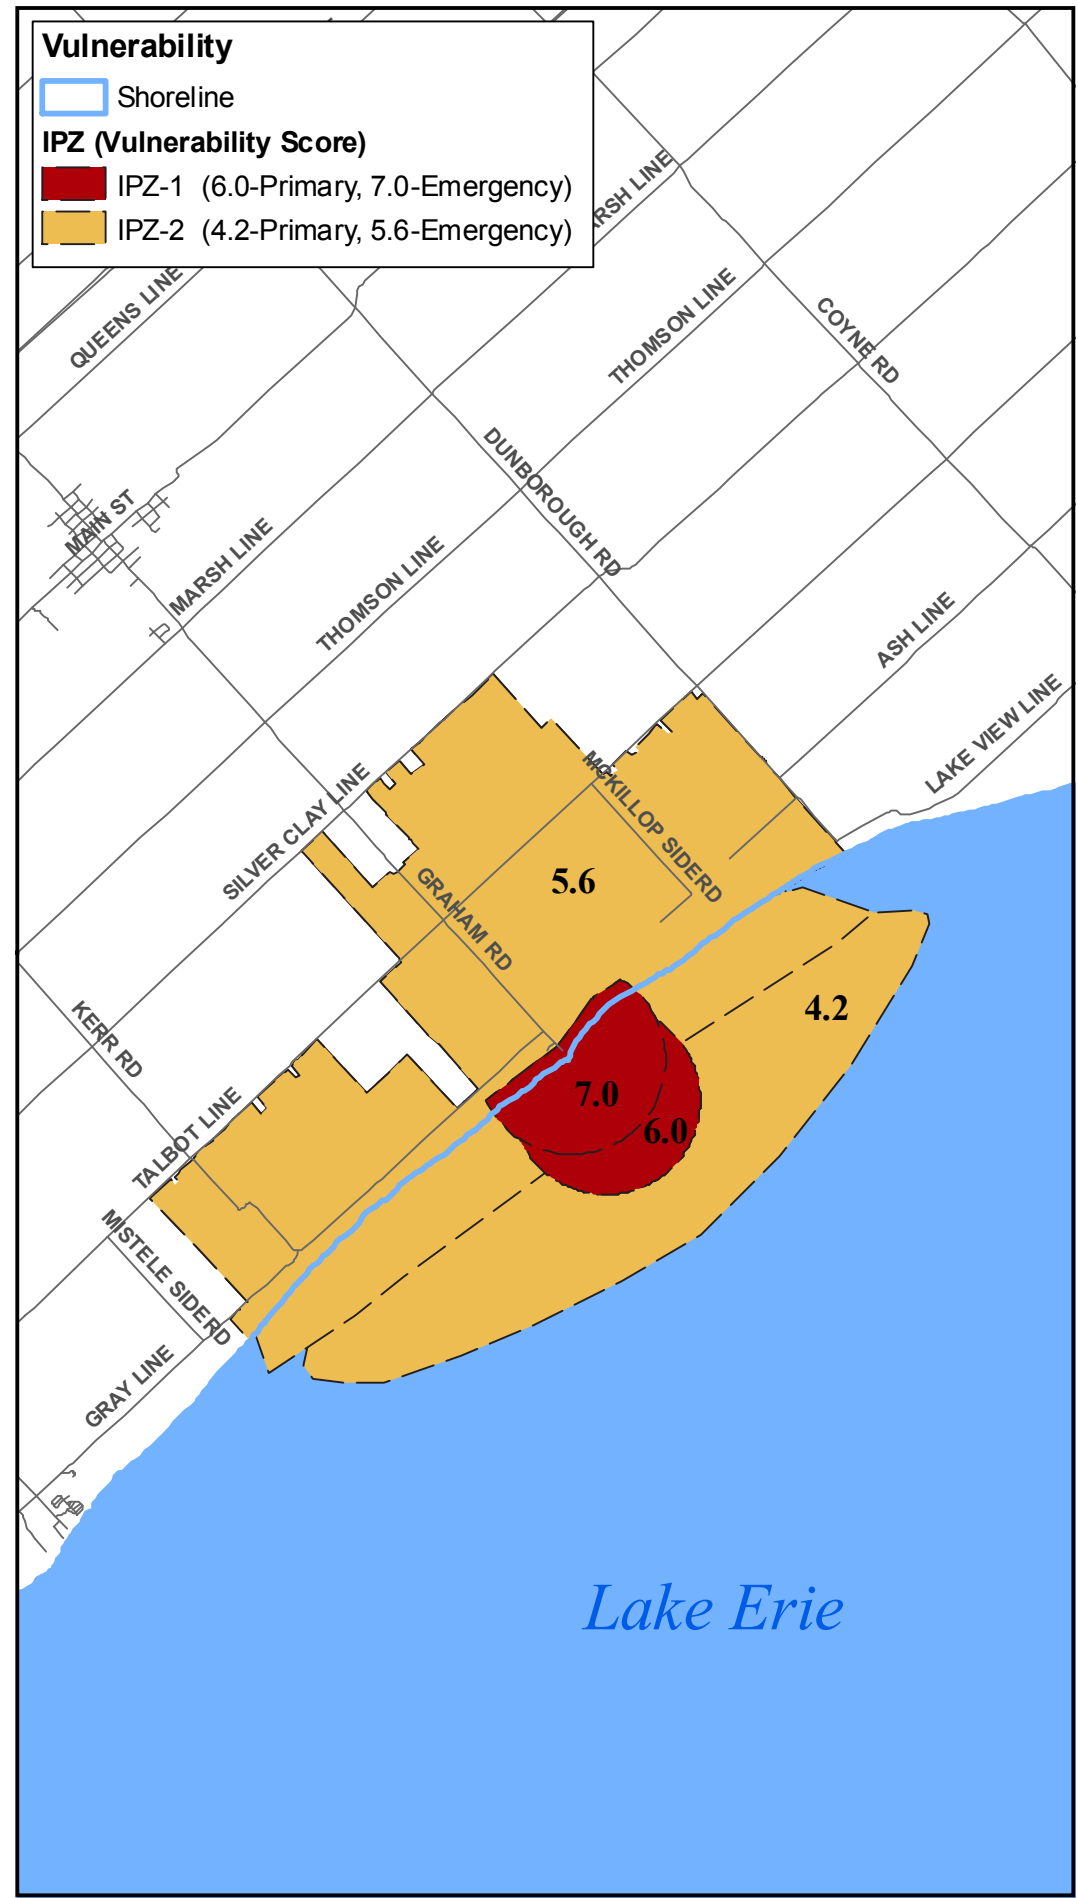 Vulnerability
Shoreline
IPZ (Vulnerability Score)
IPZ-1 (6.0-Primary, 7.0-Emergency)
IPZ-2 (4.2-Primary, 5.6-Emergency)
RSH LINE
QUEENS LINE
THOMSON LINE
COYNE RD
DUNBOROUGH RD
MAIN ST
MARSH LINE
THOMSON LINE
ASH LINE
LAKE VIEW LINE
SILVER CLAY LINE
MCKILLOP SIDERD
5.6
GRAHAM RD
4.2
KERR RD
7.0
6.0
TALBOT LINE
MISTELE SIDERD
GRAY LINE
Lake Erie